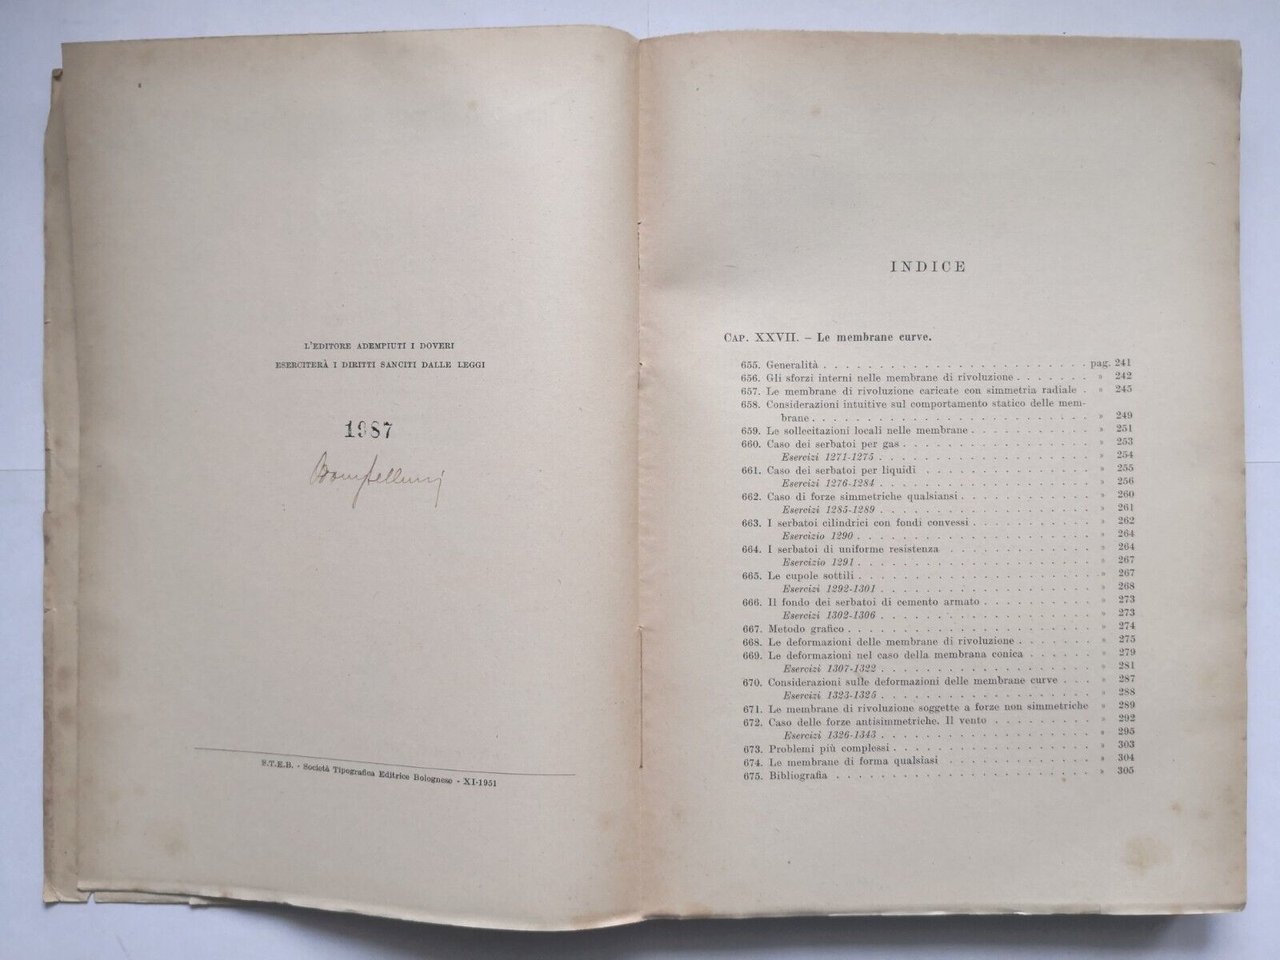 L'EDITORE ADEMPIUTI I DOVERI
ESERCITERÀ I DIRITTI SANCITI DALLE LEGGI
1987
S.T.E.B. - Società Tipografica Editrice Bolognese - XI-1951
INDICE
CAP. XXVII. – Le membrane curve.
655. Generalità . . . . . . . . . . . . . . . . . . . . . . . . pag. 241
656. Gli sforzi interni nelle membrane di rivoluzione . . . . . . . » 242
657. Le membrane di rivoluzione caricate con simmetria radiale . » 245
658. Considerazioni intuitive sul comportamento statico delle mem-
brane . . . . . . . . . . . . . . . . . . . . . . . . . » 249
659. Le sollecitazioni locali nelle membrane . . . . . . . . . . . » 251
660. Caso dei serbatoi per gas . . . . . . . . . . . . . . . . . » 253
Esercizi 1271-1275 . . . . . . . . . . . . . . . . . . . » 254
661. Caso dei serbatoi per liquidi . . . . . . . . . . . . . . . » 255
Esercizi 1276-1284 . . . . . . . . . . . . . . . . . . . » 256
662. Caso di forze simmetriche qualsiansi . . . . . . . . . . . . » 260
Esercizi 1285-1289 . . . . . . . . . . . . . . . . . . . » 261
663. I serbatoi cilindrici con fondi convessi . . . . . . . . . . . » 262
Esercizio 1290 . . . . . . . . . . . . . . . . . . . . . » 264
664. I serbatoi di uniforme resistenza . . . . . . . . . . . . . » 264
Esercizio 1291 . . . . . . . . . . . . . . . . . . . . . » 267
665. Le cupole sottili . . . . . . . . . . . . . . . . . . . . . » 267
Esercizi 1292-1301 . . . . . . . . . . . . . . . . . . . » 268
666. Il fondo dei serbatoi di cemento armato . . . . . . . . . . » 273
Esercizi 1302-1306 . . . . . . . . . . . . . . . . . . . » 273
667. Metodo grafico . . . . . . . . . . . . . . . . . . . . . . » 274
668. Le deformazioni delle membrane di rivoluzione . . . . . . . » 275
669. Le deformazioni nel caso della membrana conica . . . . . . » 279
Esercizi 1307-1322 . . . . . . . . . . . . . . . . . . . » 281
670. Considerazioni sulle deformazioni delle membrane curve . . . » 287
Esercizi 1323-1325 . . . . . . . . . . . . . . . . . . . » 288
671. Le membrane di rivoluzione soggette a forze non simmetriche » 289
672. Caso delle forze antisimmetriche. Il vento . . . . . . . . . » 292
Esercizi 1326-1343 . . . . . . . . . . . . . . . . . . . » 295
673. Problemi più complessi . . . . . . . . . . . . . . . . . . » 303
674. Le membrane di forma qualsiasi . . . . . . . . . . . . . » 304
675. Bibliografia . . . . . . . . . . . . . . . . . . . . . . . » 305